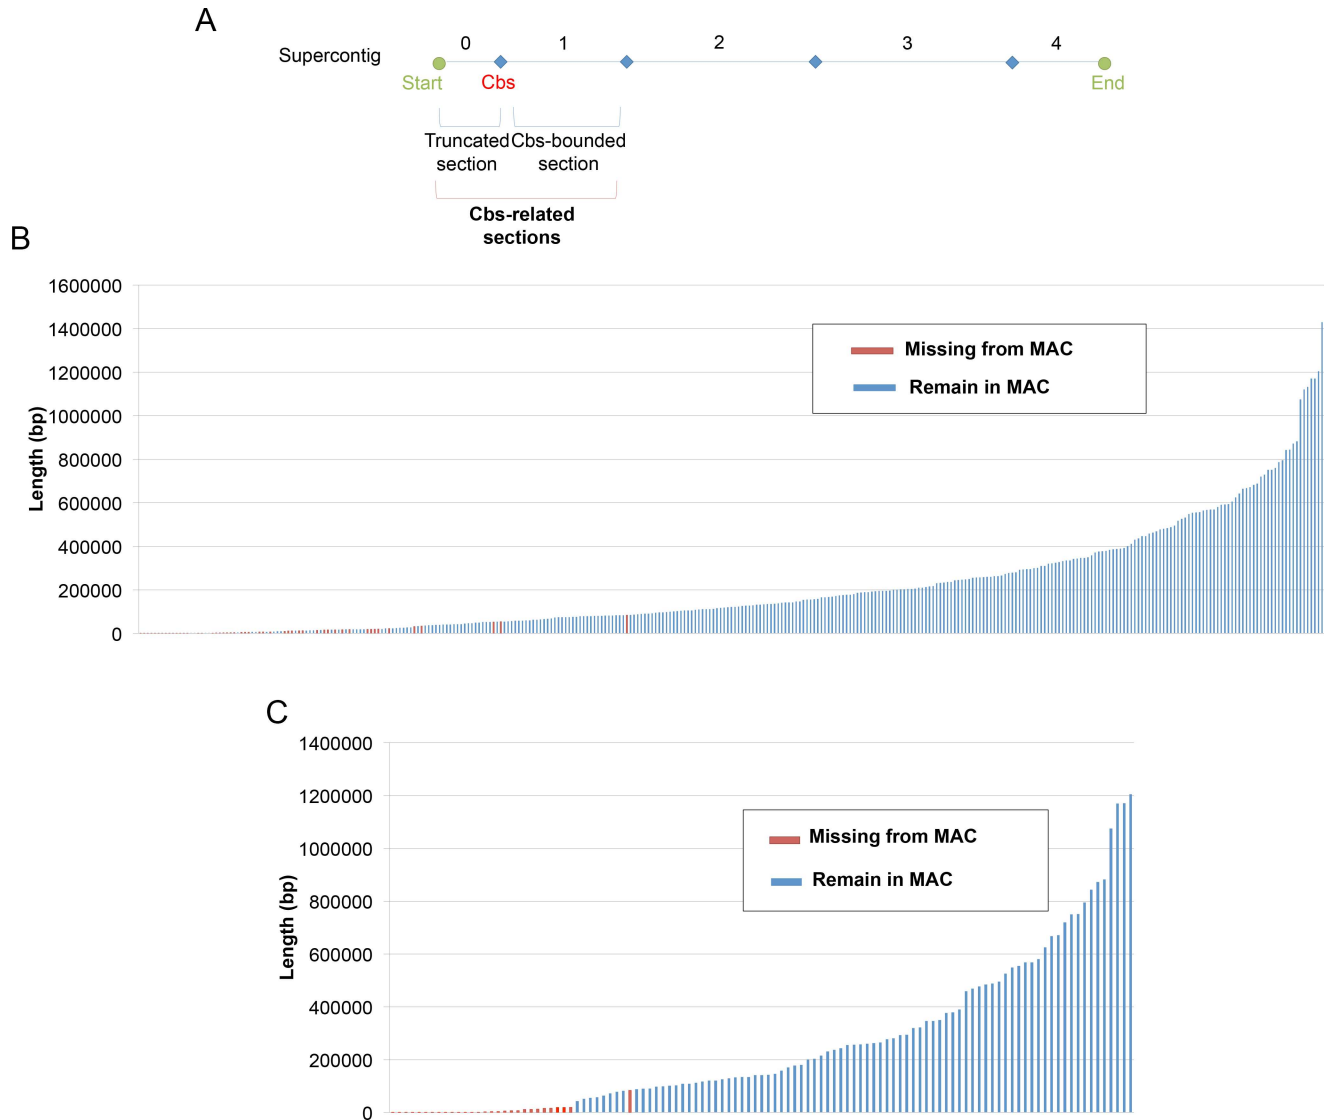 A
0 1 2 3 4
Supercontig
Start Cbs End
Truncated Cbs-bounded
section section
Cbs-related
sections
B
1600000
1400000
1200000
1000000
800000
600000
400000
200000
0
Length (bp)
Missing from MAC
Remain in MAC
C
1400000
1200000
1000000
800000
600000
400000
200000
0
Length (bp)
Missing from MAC
Remain in MAC